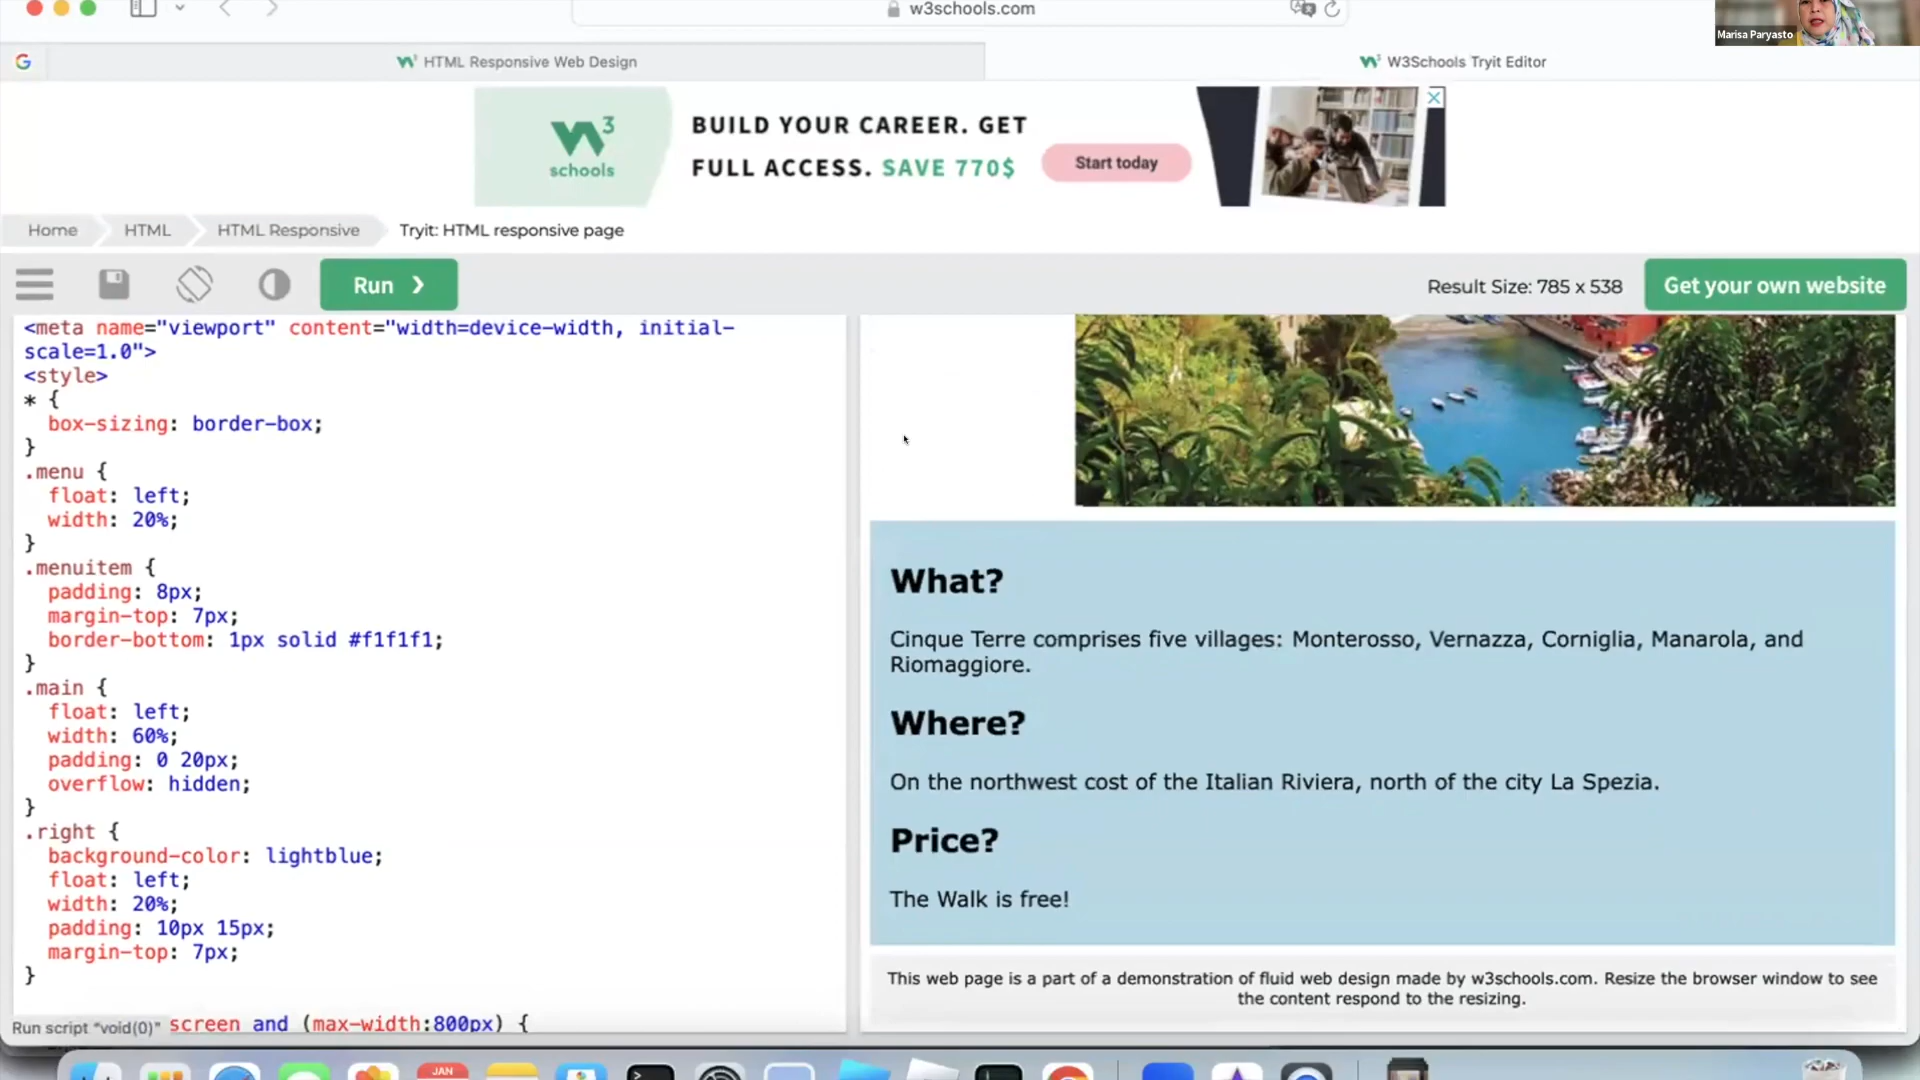 w3schools.com
Marisa Paryasto
HTML Responsive Web Design
W3Schools Tryit Editor
BUILD YOUR CAREER. GET
FULL ACCESS. SAVE 770$
3
schools
Start today
Home
HTML
HTML Responsive
Tryit: HTML responsive page
Run ❯
Result Size: 785 x 538
Get your own website
<meta name="viewport" content="width=device-width, initial-
scale=1.0">
<style>
* {
  box-sizing: border-box;
}
.menu {
  float: left;
  width: 20%;
}
.menuitem {
  padding: 8px;
  margin-top: 7px;
  border-bottom: 1px solid #f1f1f1;
}
.main {
  float: left;
  width: 60%;
  padding: 0 20px;
  overflow: hidden;
}
.right {
  background-color: lightblue;
  float: left;
  width: 20%;
  padding: 10px 15px;
  margin-top: 7px;
}
screen and (max-width:800px) {
Run script "void(0)"
What?
Cinque Terre comprises five villages: Monterosso, Vernazza, Corniglia, Manarola, and
Riomaggiore.
Where?
On the northwest cost of the Italian Riviera, north of the city La Spezia.
Price?
The Walk is free!
This web page is a part of a demonstration of fluid web design made by w3schools.com. Resize the browser window to see
the content respond to the resizing.
JAN